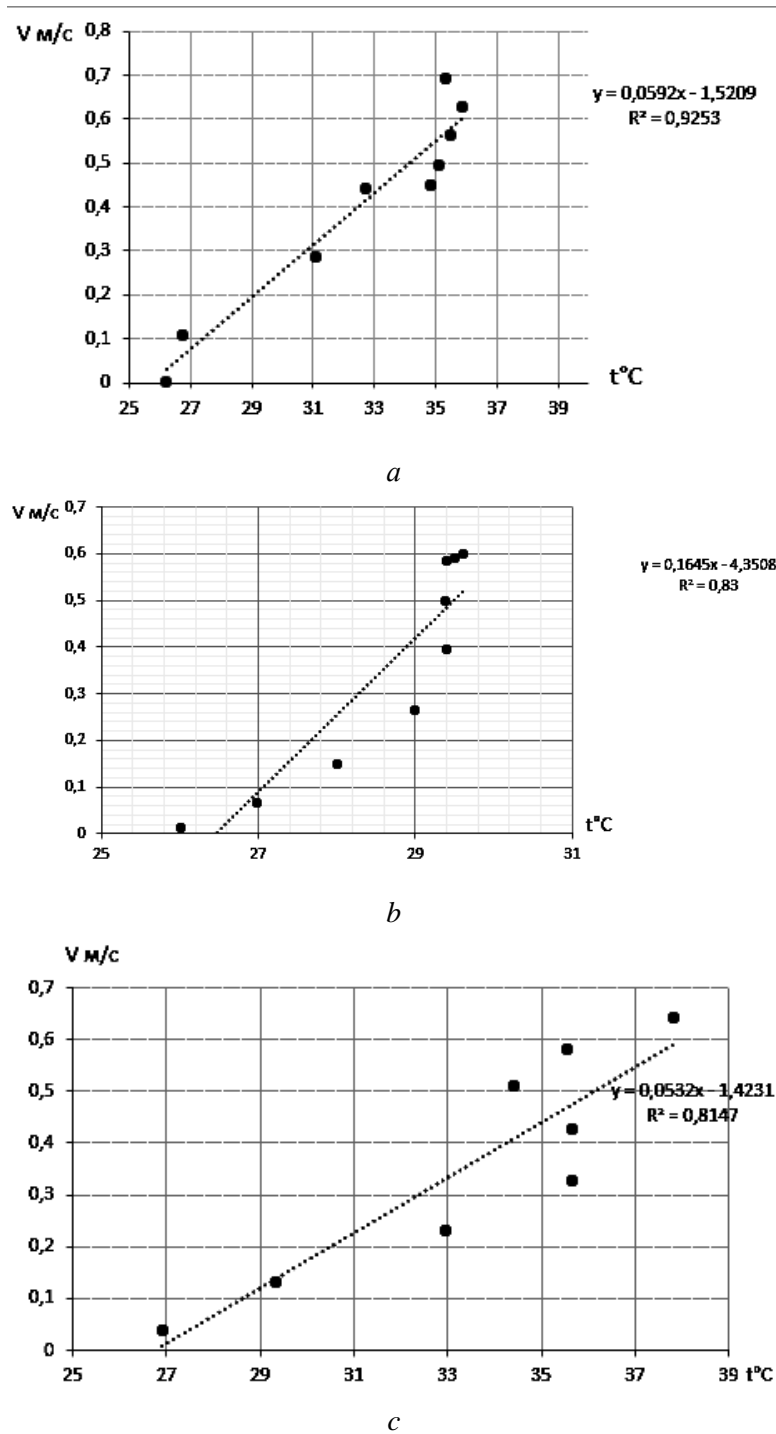 V м/с
0,8
0,7
0,6
0,5
0,4
0,3
0,2
0,1
0
25 27 29 31 33 35 37 39
t°C
y = 0,0592x - 1,5209
R² = 0,9253
a
V м/с
0,7
0,6
0,5
0,4
0,3
0,2
0,1
0
25 27 29 31
t°C
y = 0,1645x - 4,3508
R² = 0,83
b
V м/с
0,7
0,6
0,5
0,4
0,3
0,2
0,1
0
25 27 29 31 33 35 37 39 t°C
y = 0,0532x - 1,4231
R² = 0,8147
c